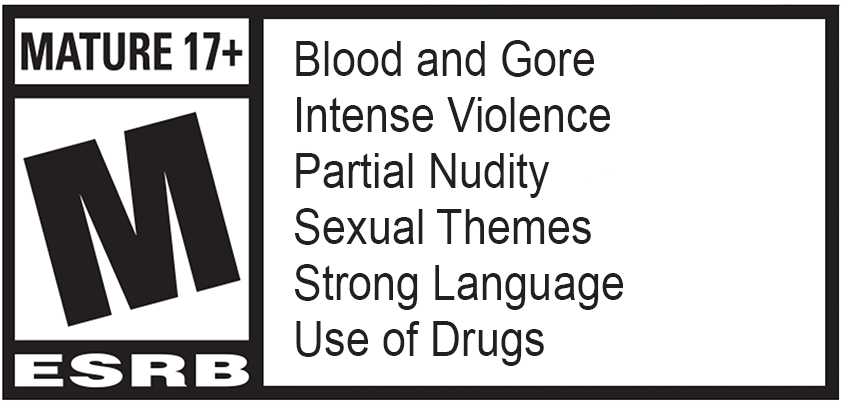 MATURE 17+
M
ESRB
Blood and Gore
Intense Violence
Partial Nudity
Sexual Themes
Strong Language
Use of Drugs